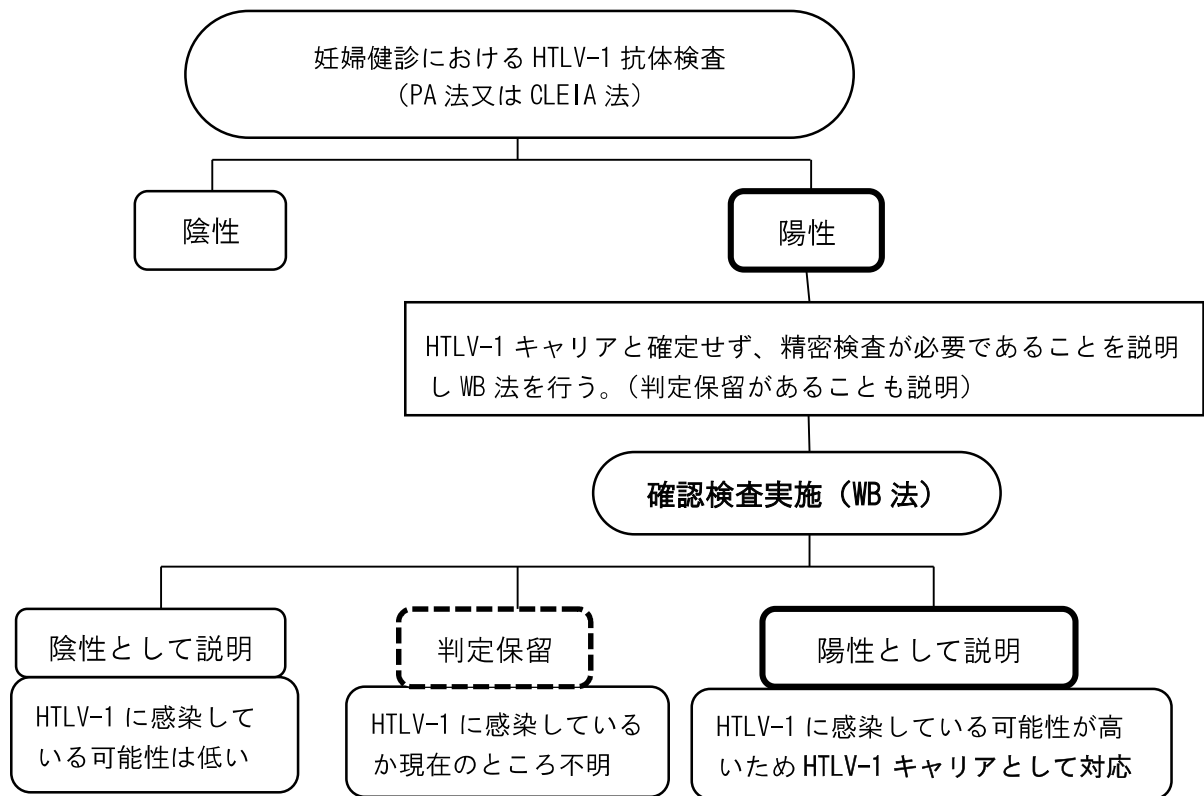 妊婦健診における HTLV-1 抗体検査
（PA 法又は CLEIA 法）
陰性
陽性
HTLV-1 キャリアと確定せず、精密検査が必要であることを説明
し WB 法を行う。（判定保留があることも説明）
確認検査実施（WB 法）
陰性として説明
判定保留
陽性として説明
HTLV-1 に感染して
いる可能性は低い
HTLV-1 に感染している
か現在のところ不明
HTLV-1 に感染している可能性が高
いため HTLV-1 キャリアとして対応